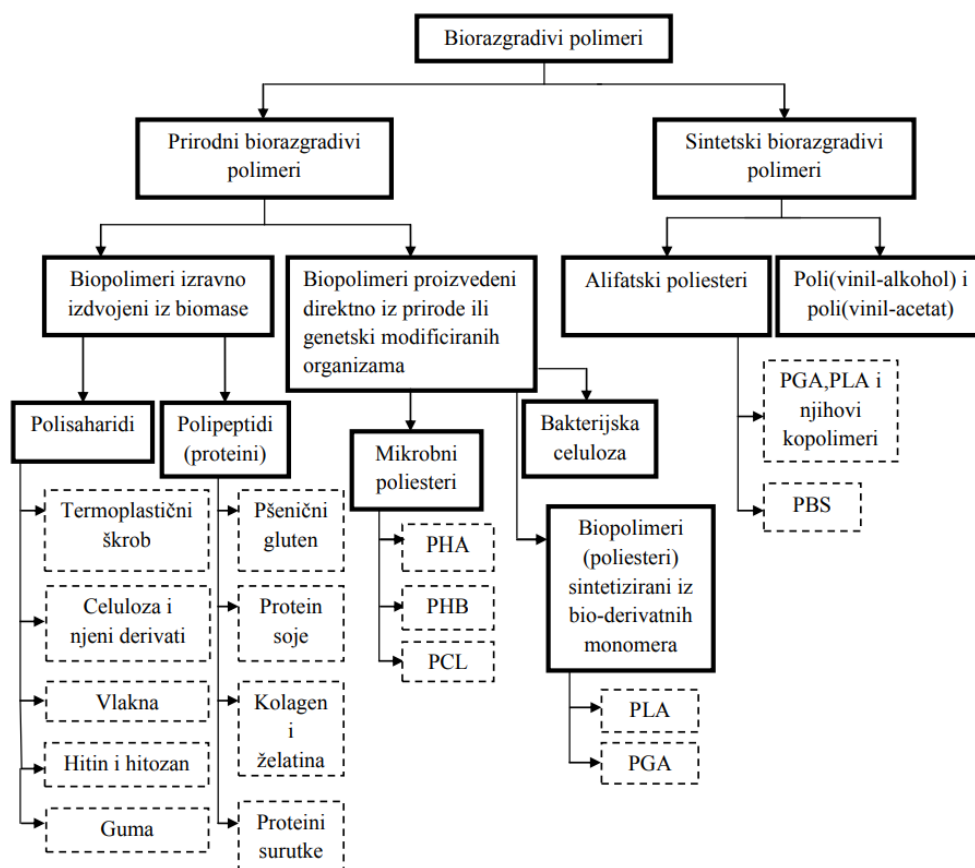 Biorazgradivi polimeri
Prirodni biorazgradivi
polimeri
Sintetski biorazgradivi
polimeri
Biopolimeri izravno
izdvojeni iz biomase
Biopolimeri proizvedeni
direktno iz prirode ili
genetski modificiranih
organizama
Alifatski poliesteri
Poli(vinil-alkohol) i
poli(vinil-acetat)
Polisaharidi
Polipeptidi
(proteini)
Mikrobni
poliesteri
Bakterijska
celuloza
PGA,PLA i
njihovi
kopolimeri
PBS
Termoplastični
škrob
Celuloza i
njeni derivati
Vlakna
Hitin i hitozan
Guma
Pšenični
gluten
Protein
soje
Kolagen
i
želatina
Proteini
surutke
PHA
PHB
PCL
Biopolimeri
(poliesteri)
sintetizirani iz
bio-derivatnih
monomera
PLA
PGA